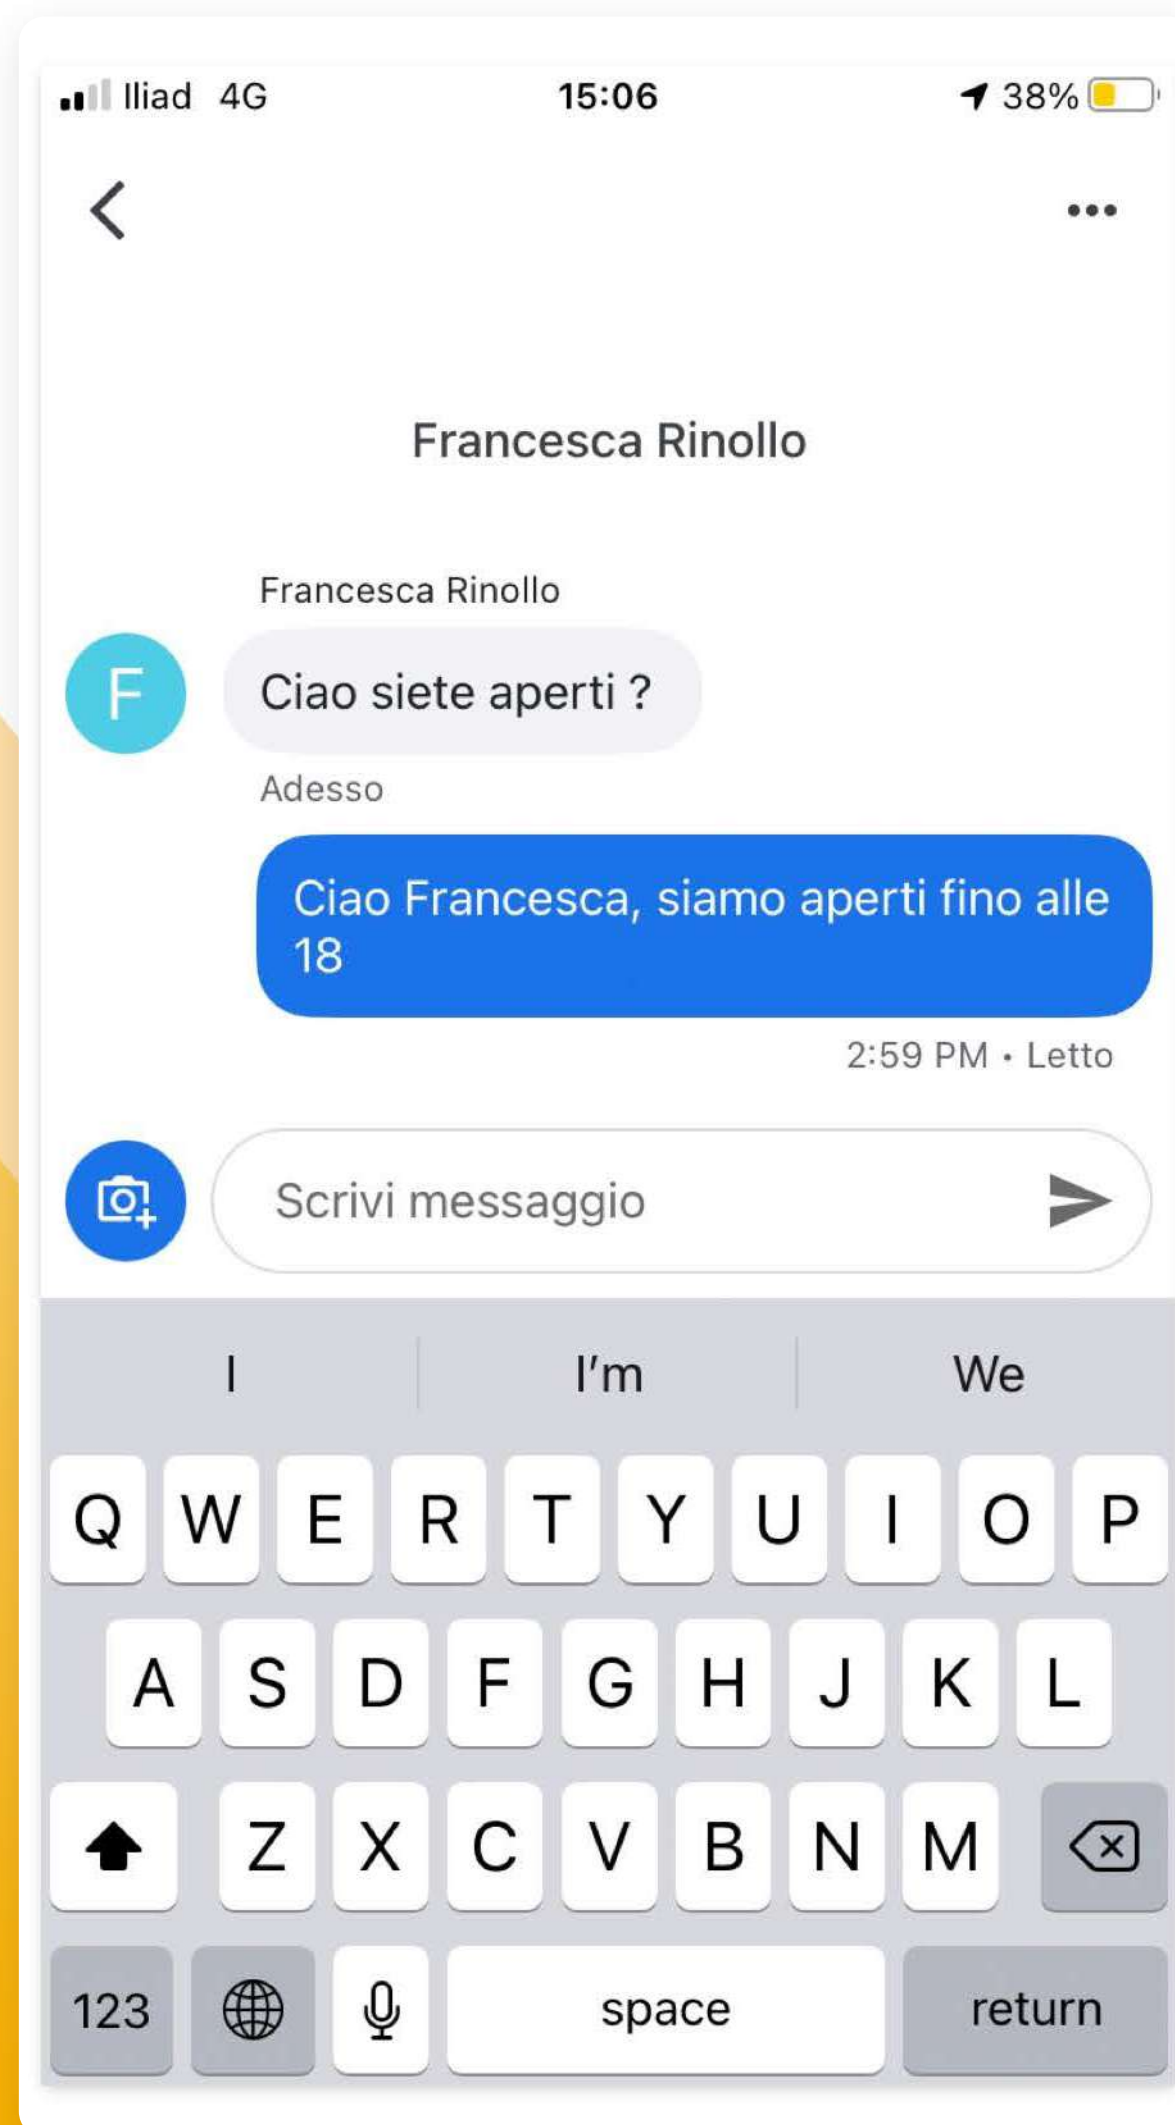 Iliad 4G 15:06 38%
Francesca Rinollo
Francesca Rinollo
F
Ciao siete aperti ?
Adesso
Ciao Francesca, siamo aperti fino alle
18
2:59 PM • Letto
Scrivi messaggio
I I'm We
Q W E R T Y U I O P
A S D F G H J K L
Z X C V B N M
123 space return